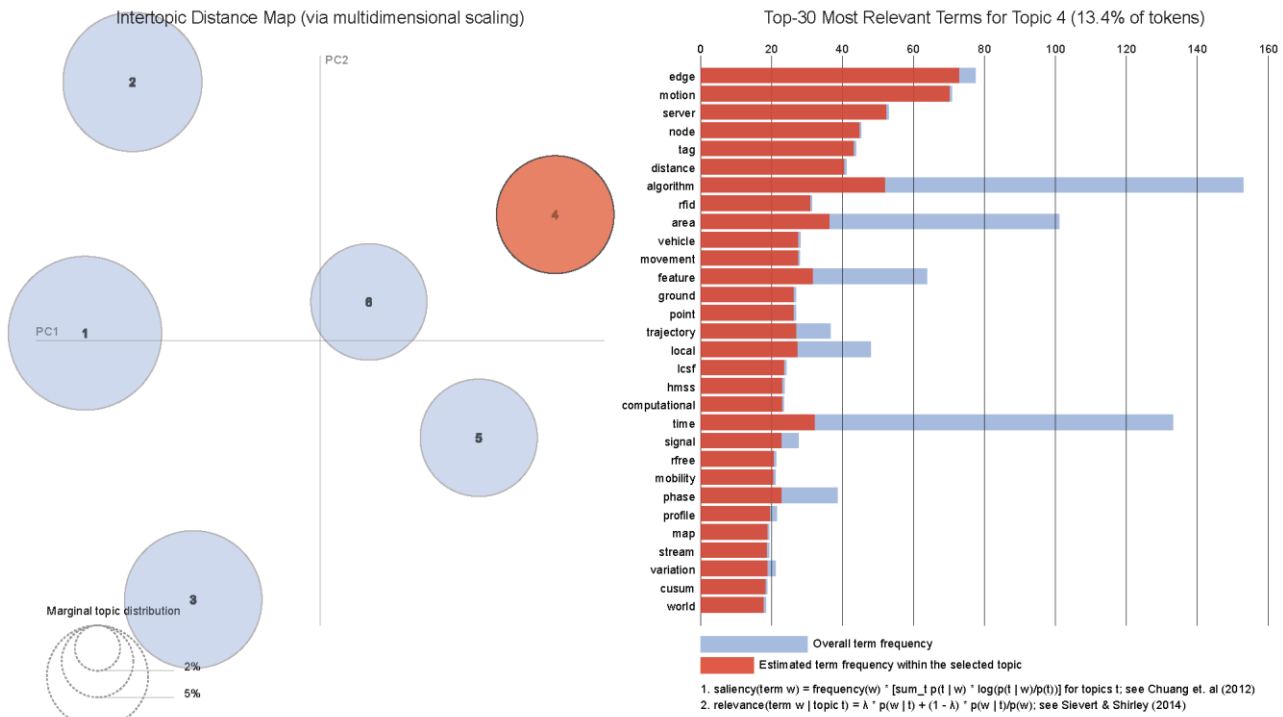 Intertopic Distance Map (via multidimensional scaling)
PC2
PC1
2
4
6
1
5
3
Marginal topic distribution
2%
5%
Top-30 Most Relevant Terms for Topic 4 (13.4% of tokens)
0 20 40 60 80 100 120 140 160
edge
motion
server
node
tag
distance
algorithm
rfid
area
vehicle
movement
feature
ground
point
trajectory
local
lcsf
hmss
computational
time
signal
rfree
mobility
phase
profile
map
stream
variation
cusum
world
Overall term frequency
Estimated term frequency within the selected topic
1. saliency(term w) = frequency(w) * [sum_t p(t | w) * log(p(t | w)/p(t))] for topics t; see Chuang et. al (2012)
2. relevance(term w | topic t) = λ * p(w | t) + (1 - λ) * p(w | t)/p(w); see Sievert & Shirley (2014)